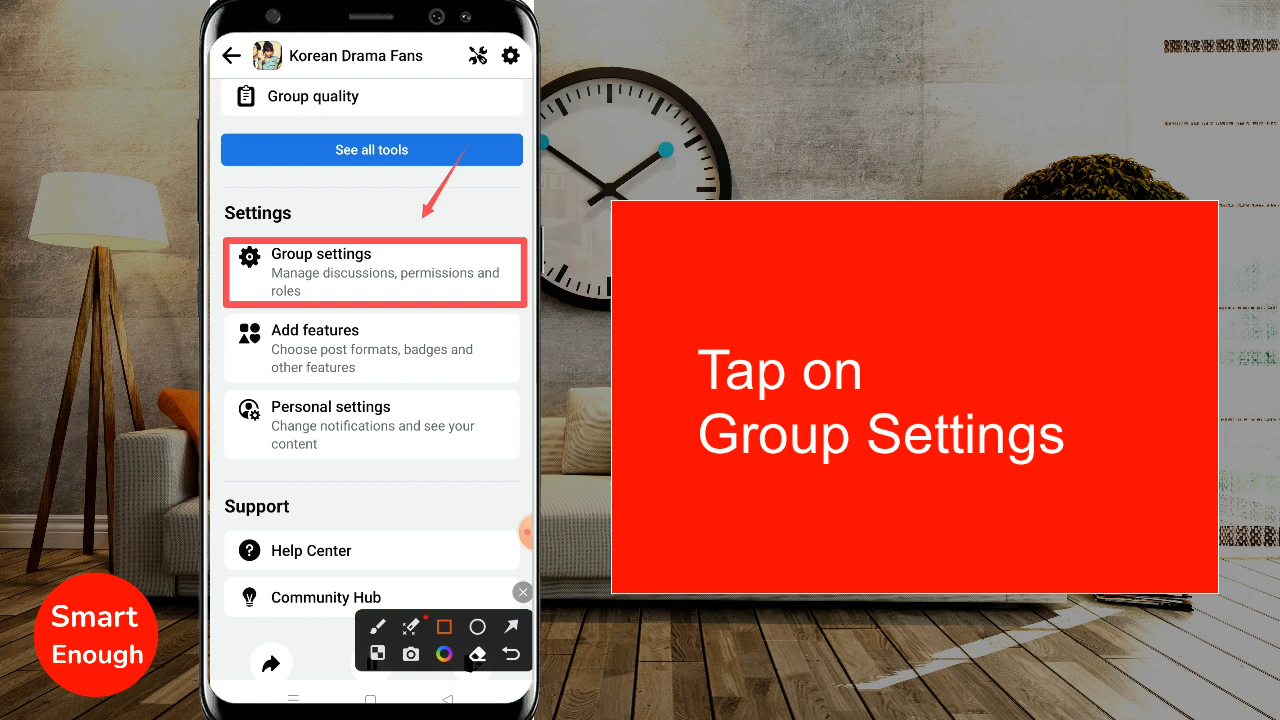 Korean Drama Fans
Group quality
See all tools
Settings
Group settings
Manage discussions, permissions and
roles
Add features
Choose post formats, badges and
other features
Personal settings
Change notifications and see your
content
Support
Help Center
Community Hub
Tap on
Group Settings
Smart
Enough